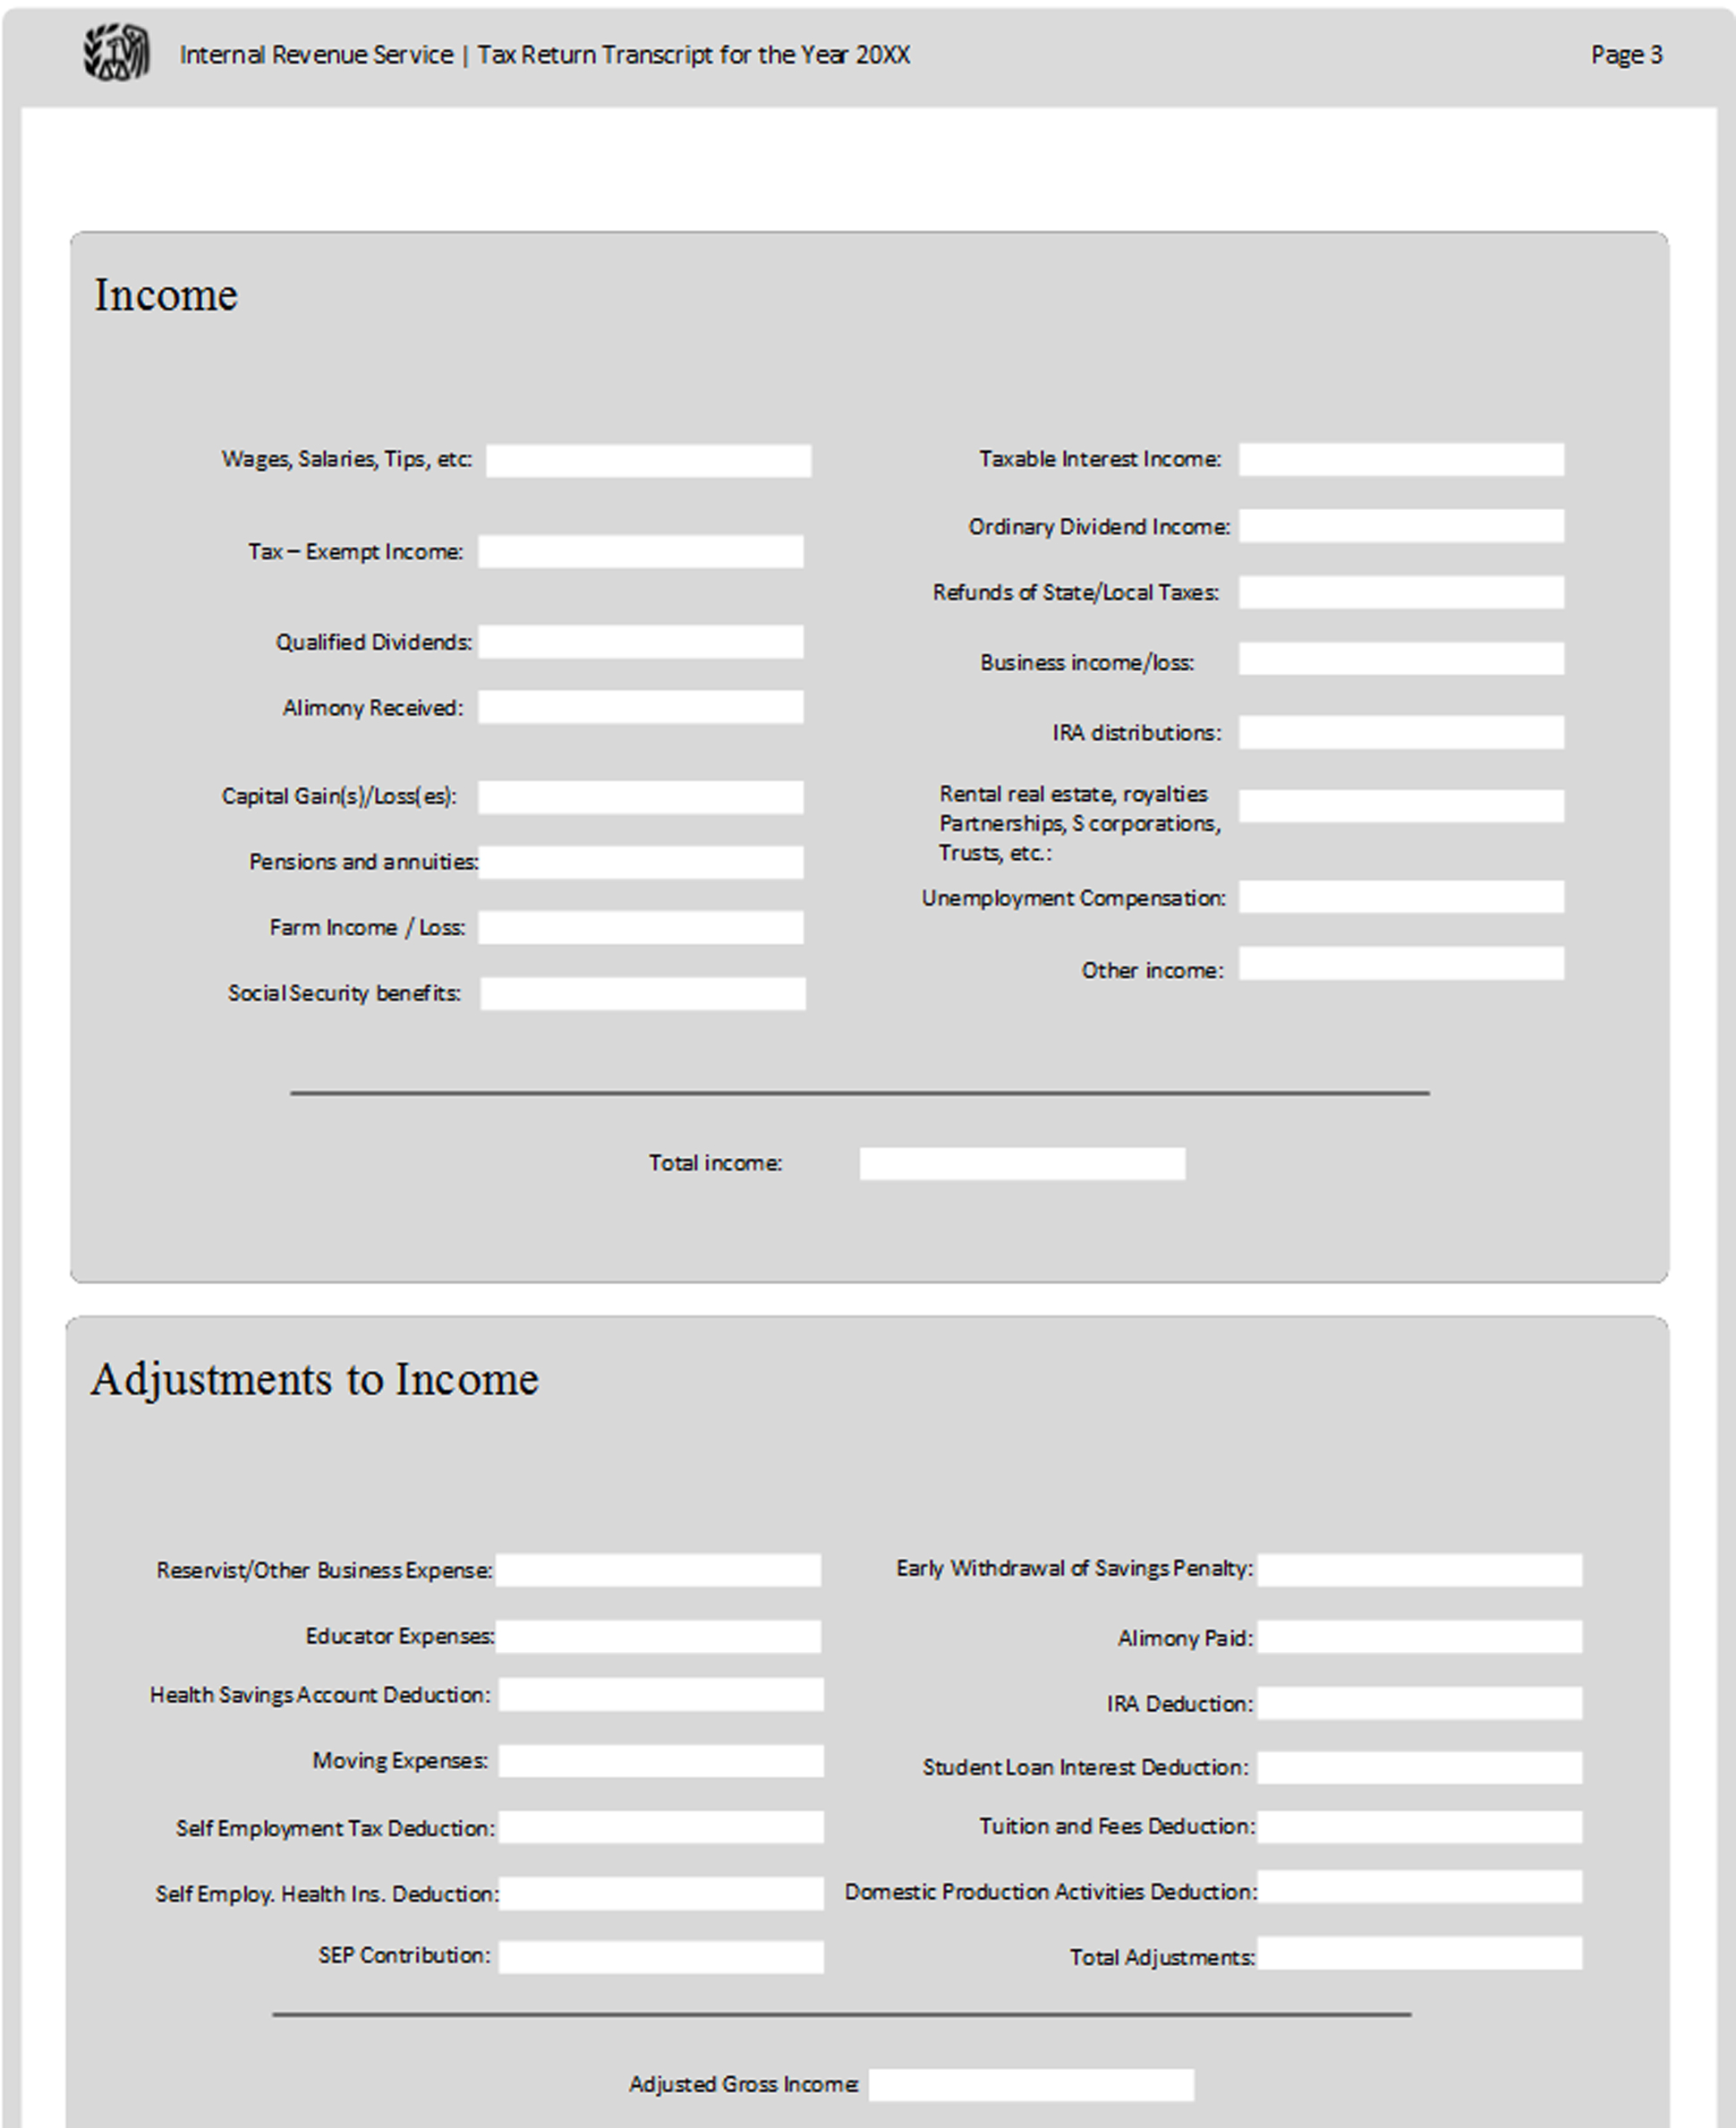 Internal Revenue Service | Tax Return Transcript for the Year 20XX
Page 3
Income
Wages, Salaries, Tips, etc:
Tax – Exempt Income:
Qualified Dividends:
Alimony Received:
Capital Gain(s)/Loss(es):
Pensions and annuities:
Farm Income / Loss:
Social Security benefits:
Taxable Interest Income:
Ordinary Dividend Income:
Refunds of State/Local Taxes:
Business income/loss:
IRA distributions:
Rental real estate, royalties
Partnerships, S corporations,
Trusts, etc.:
Unemployment Compensation:
Other income:
Total income:
Adjustments to Income
Reservist/Other Business Expense:
Educator Expenses:
Health Savings Account Deduction:
Moving Expenses:
Self Employment Tax Deduction:
Self Employ. Health Ins. Deduction:
SEP Contribution:
Early Withdrawal of Savings Penalty:
Alimony Paid:
IRA Deduction:
Student Loan Interest Deduction:
Tuition and Fees Deduction:
Domestic Production Activities Deduction:
Total Adjustments:
Adjusted Gross Income: